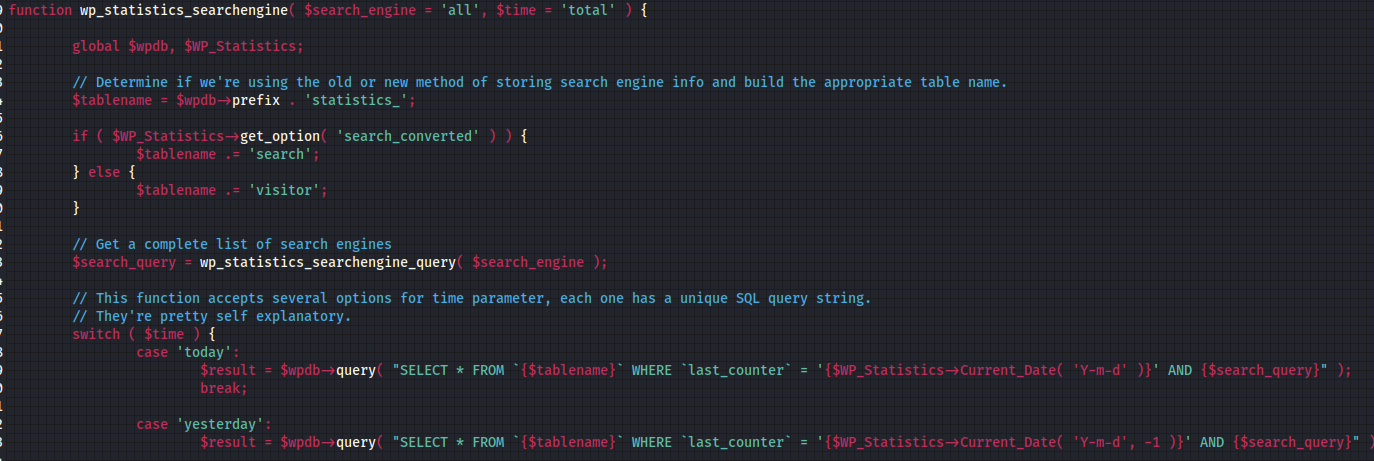 function wp_statistics_searchengine( $search_engine = 'all', $time = 'total' ) {
global $wpdb, $WP_Statistics;
// Determine if we're using the old or new method of storing search engine info and build the appropriate table name.
$tablename = $wpdb->prefix . 'statistics_';
if ( $WP_Statistics->get_option( 'search_converted' ) ) {
$tablename .= 'search';
} else {
$tablename .= 'visitor';
}
// Get a complete list of search engines
$search_query = wp_statistics_searchengine_query( $search_engine );
// This function accepts several options for time parameter, each one has a unique SQL query string.
// They're pretty self explanatory.
switch ( $time ) {
case 'today':
$result = $wpdb->query( "SELECT * FROM `{$tablename}` WHERE `last_counter` = '{$WP_Statistics->Current_Date( 'Y-m-d' )}' AND {$search_query}" );
break;
case 'yesterday':
$result = $wpdb->query( "SELECT * FROM `{$tablename}` WHERE `last_counter` = '{$WP_Statistics->Current_Date( 'Y-m-d', -1 )}' AND {$search_query}" )